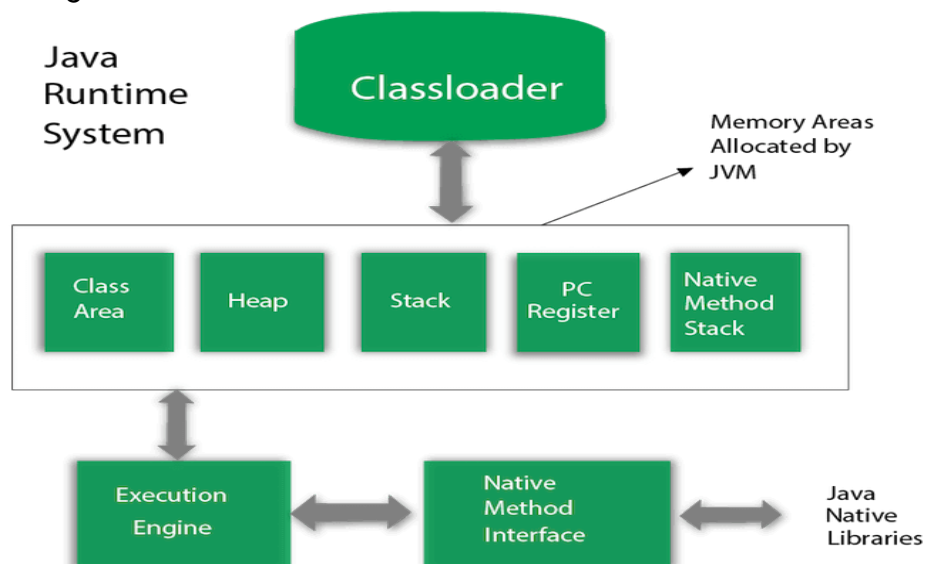 Java
Runtime
System
Classloader
Memory Areas
Allocated by
JVM
Class
Area
Heap
Stack
PC
Register
Native
Method
Stack
Execution
Engine
Native
Method
Interface
Java
Native
Libraries